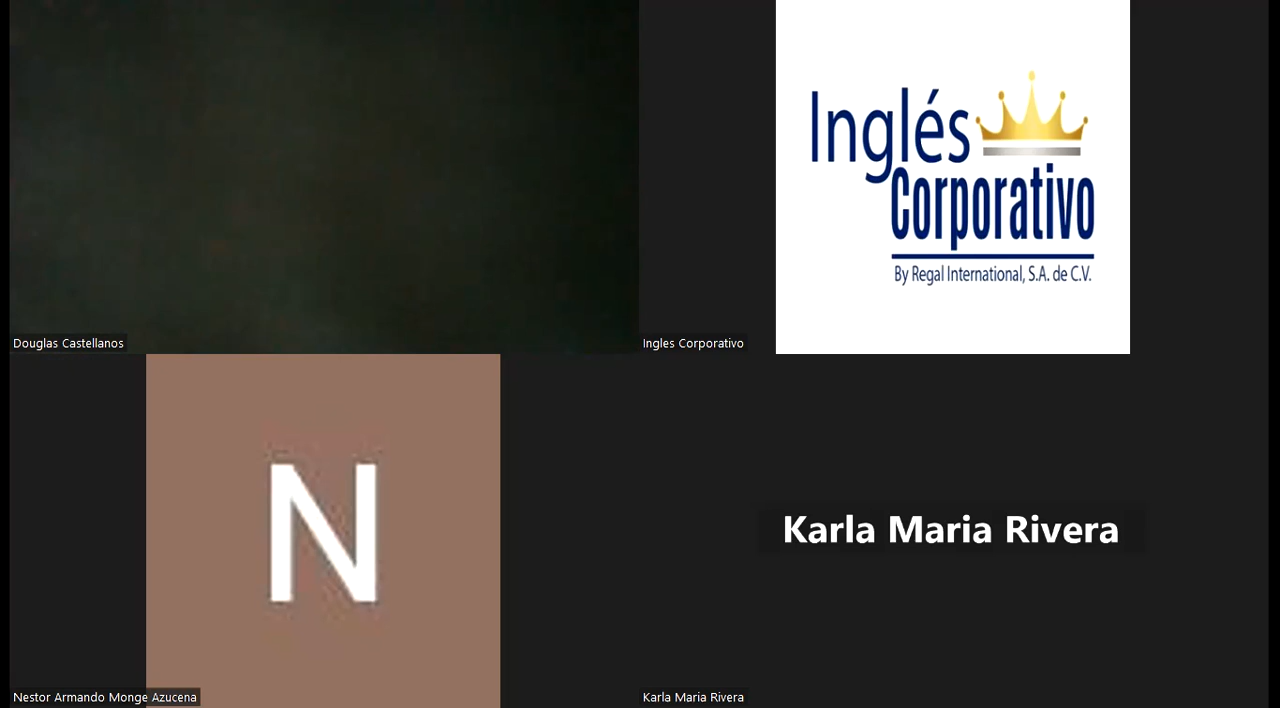 Inglés
Corporativo
By Regal International, S.A. de C.V.
Douglas Castellanos
Ingles Corporativo
N
Karla Maria Rivera
Nestor Armando Monge Azucena
Karla Maria Rivera